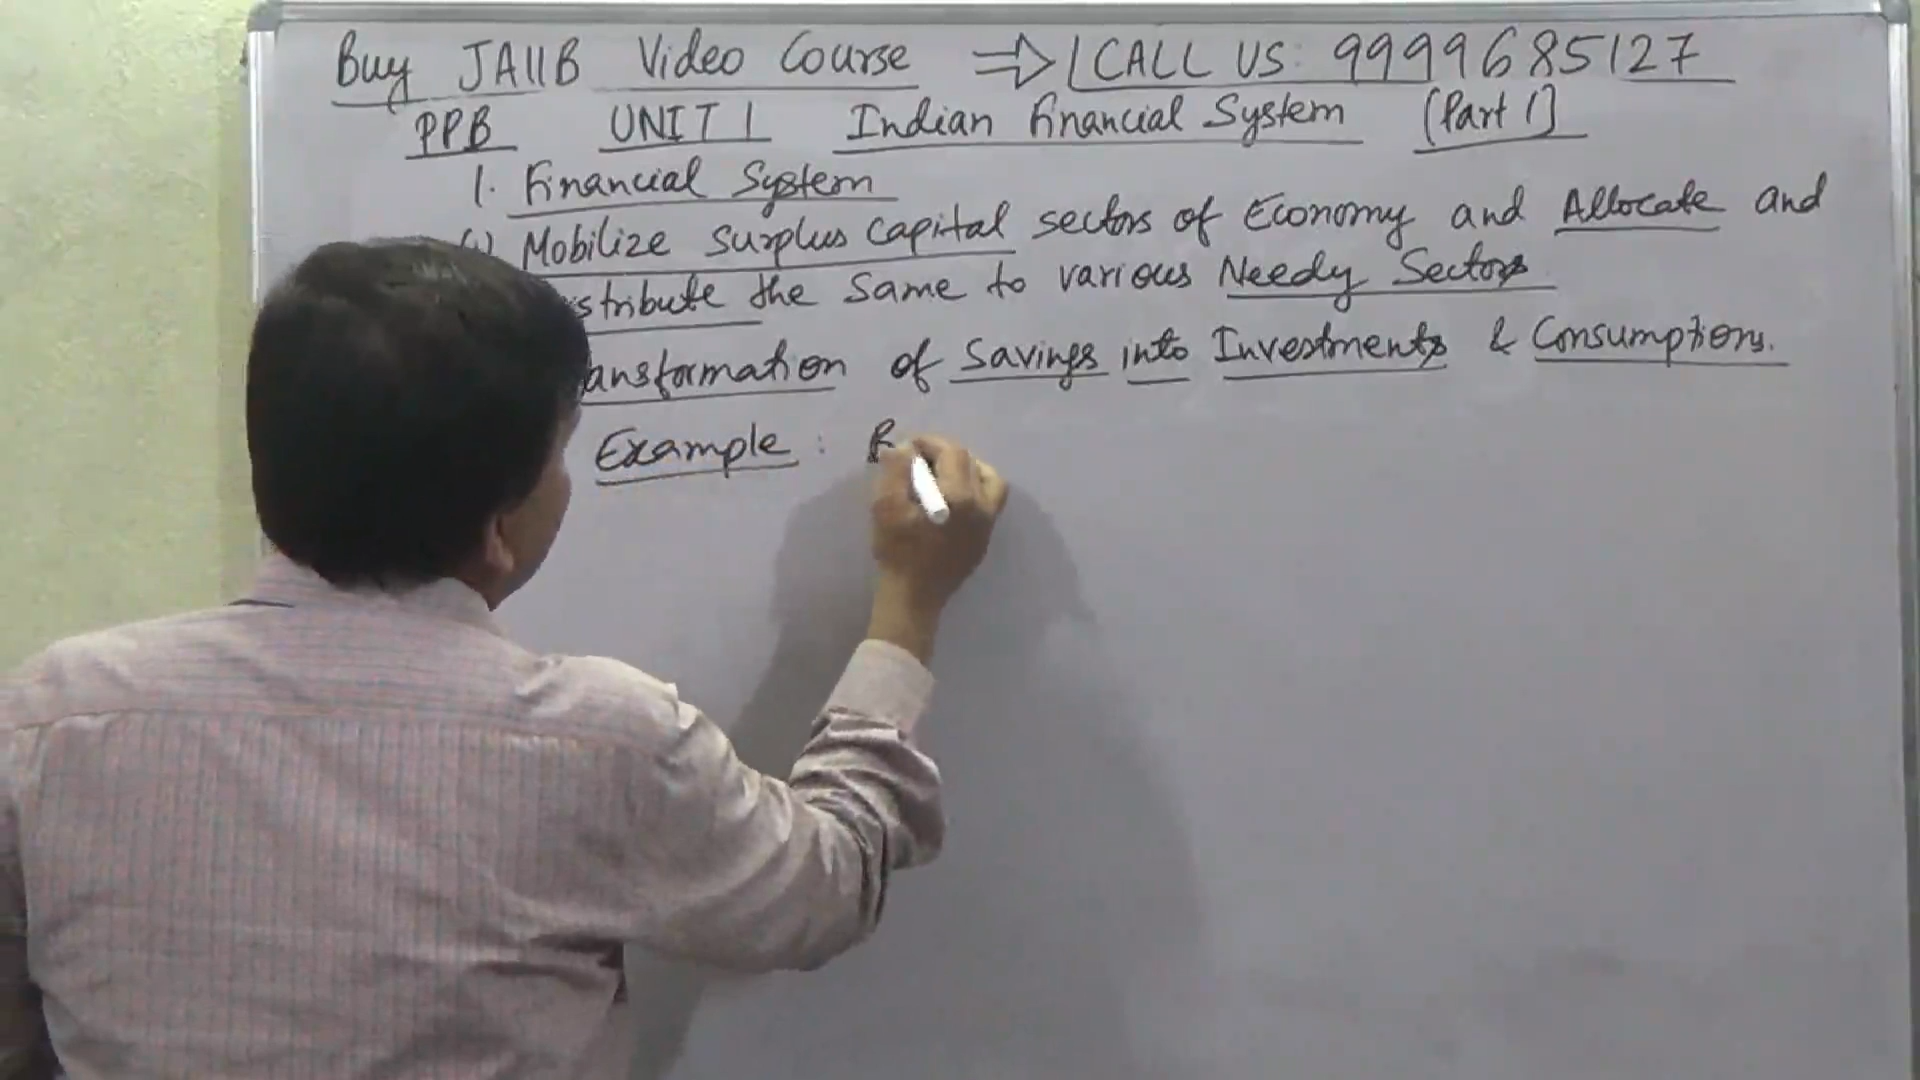 Buy JAIIB Video Course ⇒ CALL US: 9999685127
PPB UNIT 1 Indian Financial System (Part 1)
1. Financial System
Mobilize Surplus Capital sectors of Economy and Allocate and
stribute the same to various Needy Sectors
ansformation of Savings into Investments & Consumptions.
Example :